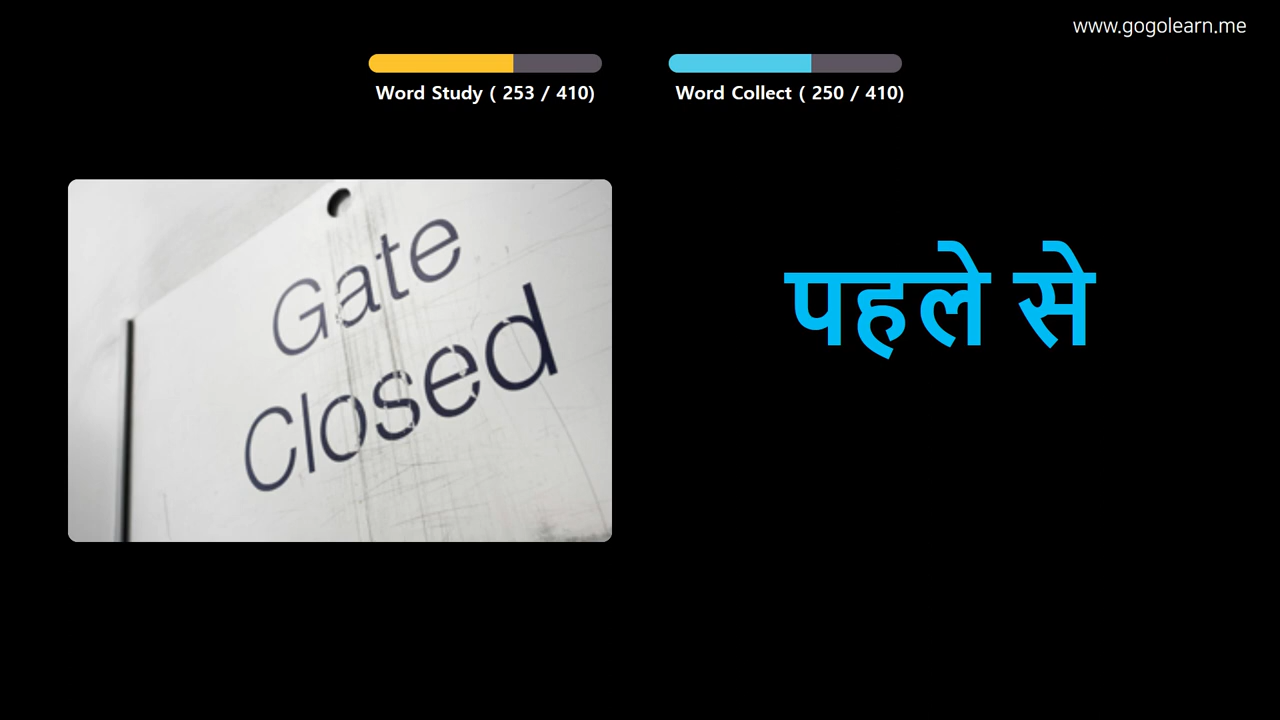 www.gogolearn.me
Word Study ( 253 / 410)
Word Collect ( 250 / 410)
Gate
Closed
पहले से